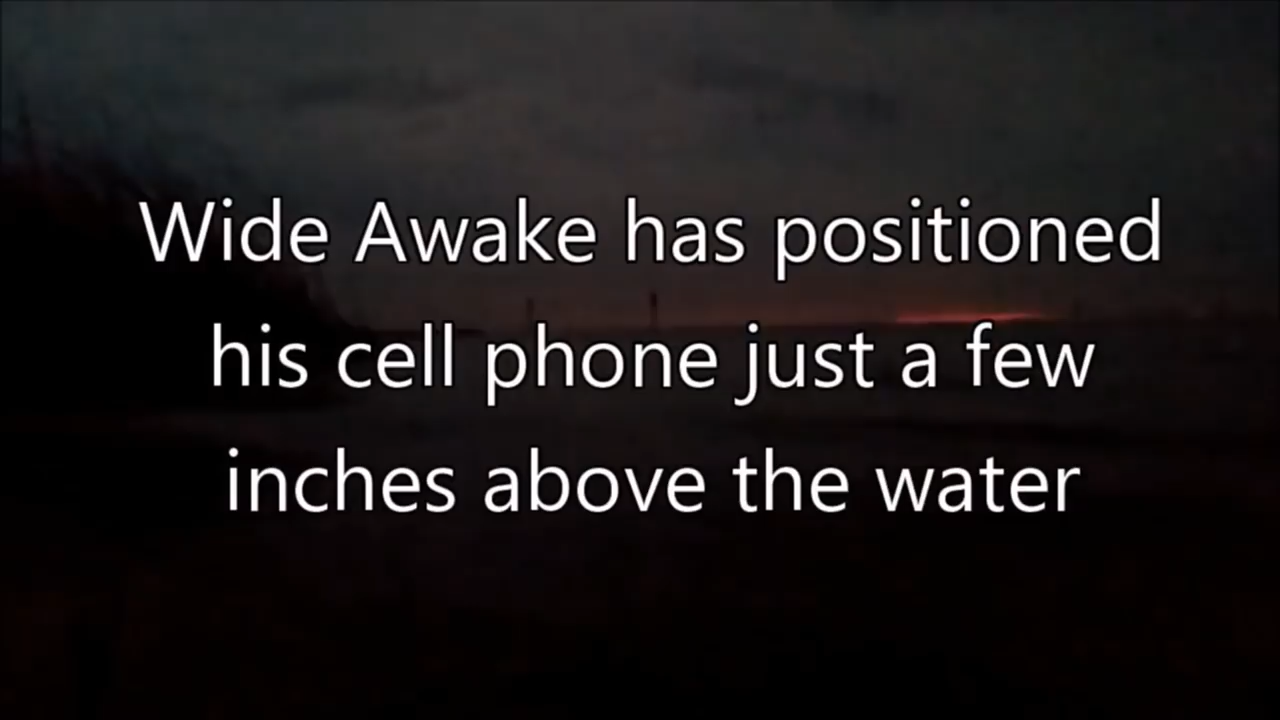 Wide Awake has positioned
his cell phone just a few
inches above the water